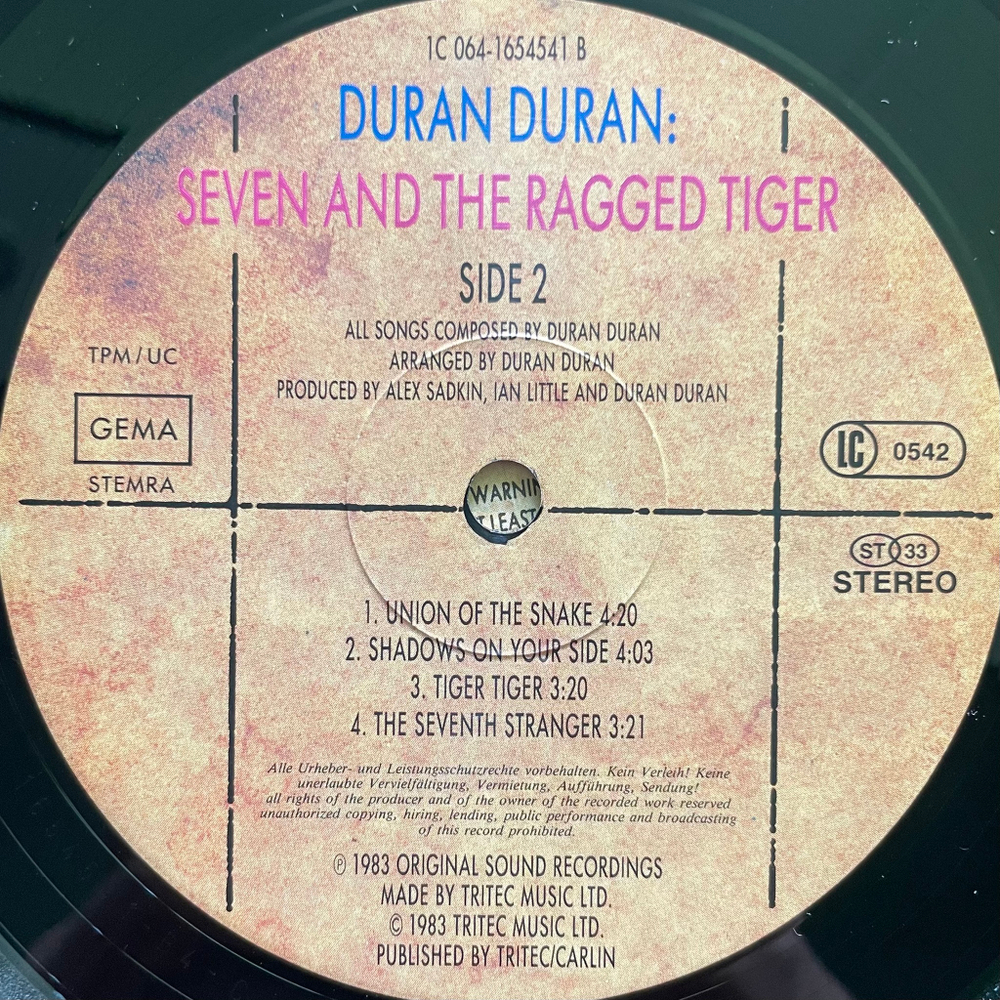 1C 064-1654541 B
DURAN DURAN:
SEVEN AND THE RAGGED TIGER
SIDE 2
ALL SONGS COMPOSED BY DURAN DURAN
ARRANGED BY DURAN DURAN
PRODUCED BY ALEX SADKIN, IAN LITTLE AND DURAN DURAN
TPM/UC
GEMA
STEMRA
LC 0542
WARNIN
T LEAST
ST 33
STEREO
1. UNION OF THE SNAKE 4:20
2. SHADOWS ON YOUR SIDE 4:03
3. TIGER TIGER 3:20
4. THE SEVENTH STRANGER 3:21
Alle Urheber- und Leistungsschutzrechte vorbehalten. Kein Verleih! Keine
unerlaubte Vervielfältigung, Vermietung, Aufführung, Sendung!
all rights of the producer and of the owner of the recorded work reserved
unauthorized copying, hiring, lending, public performance and broadcasting
of this record prohibited.
℗ 1983 ORIGINAL SOUND RECORDINGS
MADE BY TRITEC MUSIC LTD.
© 1983 TRITEC MUSIC LTD.
PUBLISHED BY TRITEC/CARLIN